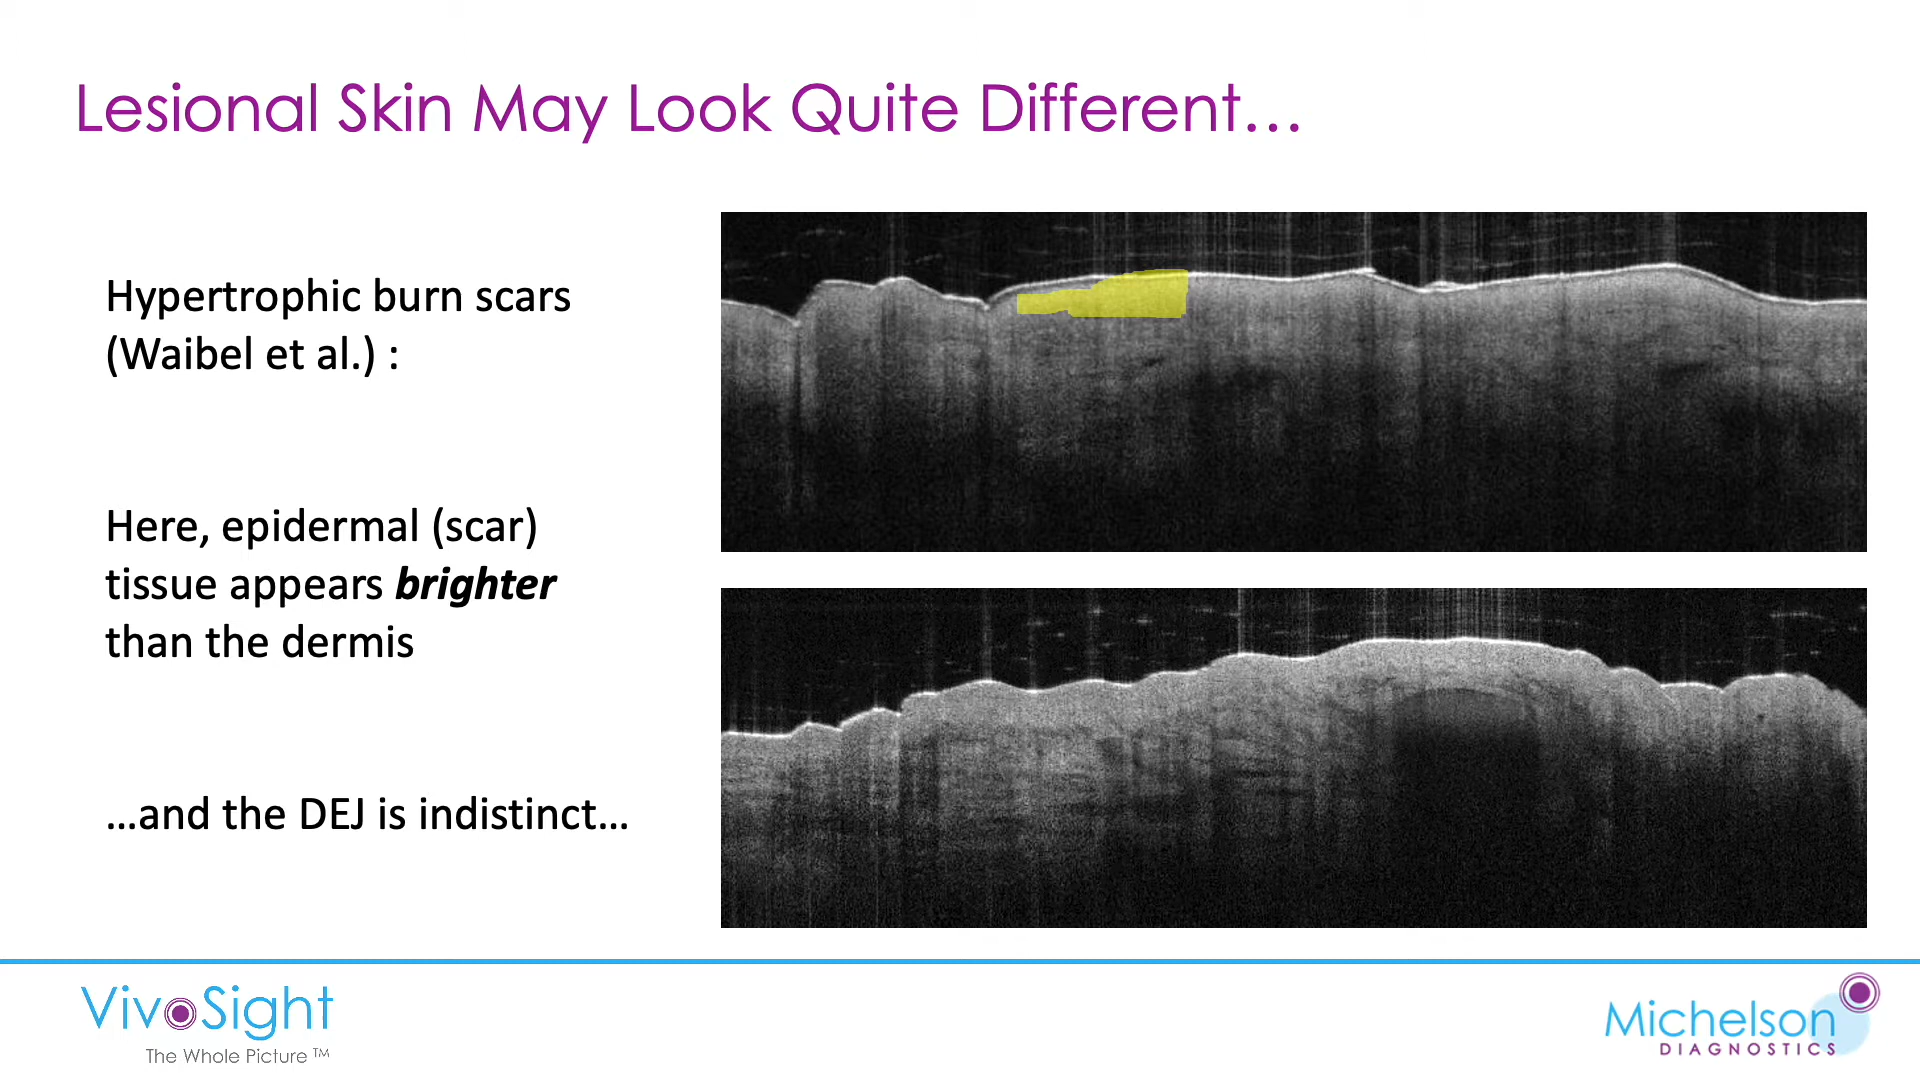 Lesional Skin May Look Quite Different…
Hypertrophic burn scars
(Waibel et al.) :
Here, epidermal (scar)
tissue appears brighter
than the dermis
…and the DEJ is indistinct…
VivoSight
The Whole Picture ™
Michelson
DIAGNOSTICS